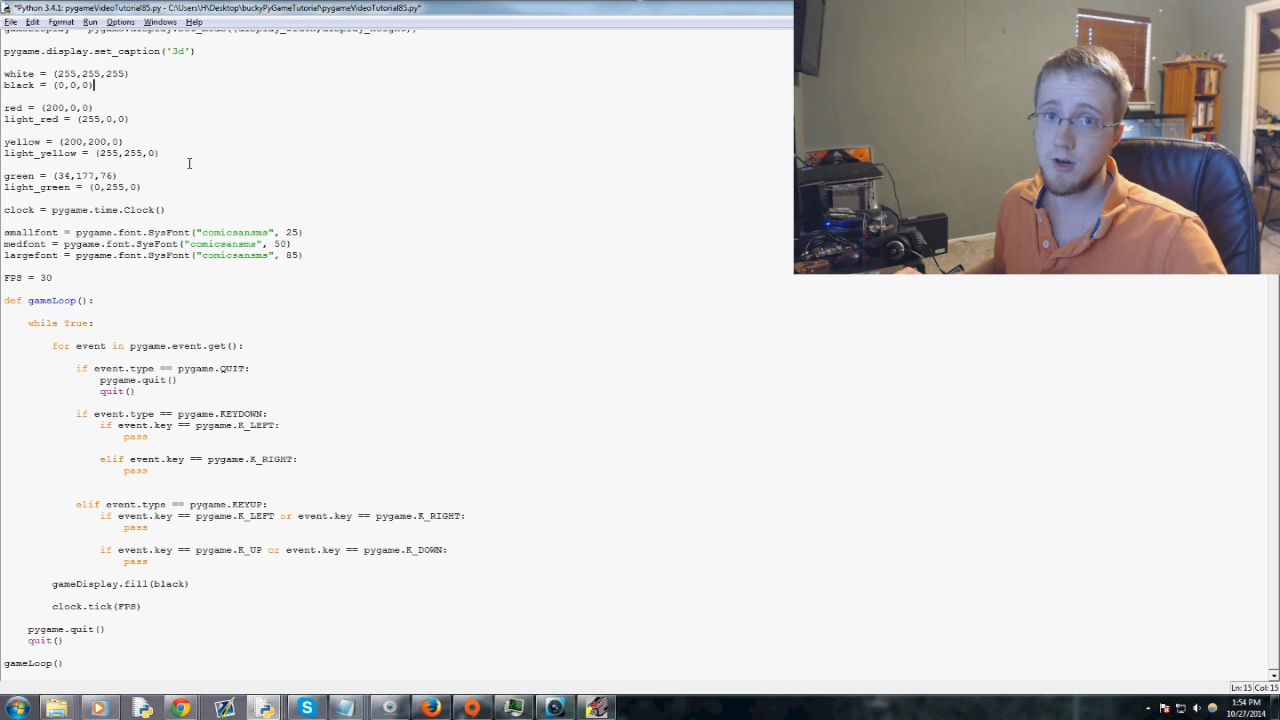 *Python 3.4.1: pygameVideoTutorial85.py - C:\Users\H\Desktop\buckyPyGameTutorial\pygameVideoTutorial85.py*
File Edit Format Run Options Windows Help
gameDisplay = pygame.display.set_mode((display_width,display_height))
pygame.display.set_caption('3d')
white = (255,255,255)
black = (0,0,0)
red = (200,0,0)
light_red = (255,0,0)
yellow = (200,200,0)
light_yellow = (255,255,0)
green = (34,177,76)
light_green = (0,255,0)
clock = pygame.time.Clock()
smallfont = pygame.font.SysFont("comicsansms", 25)
medfont = pygame.font.SysFont("comicsansms", 50)
largefont = pygame.font.SysFont("comicsansms", 85)
FPS = 30
def gameLoop():
while True:
for event in pygame.event.get():
if event.type == pygame.QUIT:
pygame.quit()
quit()
if event.type == pygame.KEYDOWN:
if event.key == pygame.K_LEFT:
pass
elif event.key == pygame.K_RIGHT:
pass
elif event.type == pygame.KEYUP:
if event.key == pygame.K_LEFT or event.key == pygame.K_RIGHT:
pass
if event.key == pygame.K_UP or event.key == pygame.K_DOWN:
pass
gameDisplay.fill(black)
clock.tick(FPS)
pygame.quit()
quit()
gameLoop()
Ln: 15 Col: 15
1:54 PM
10/27/2014